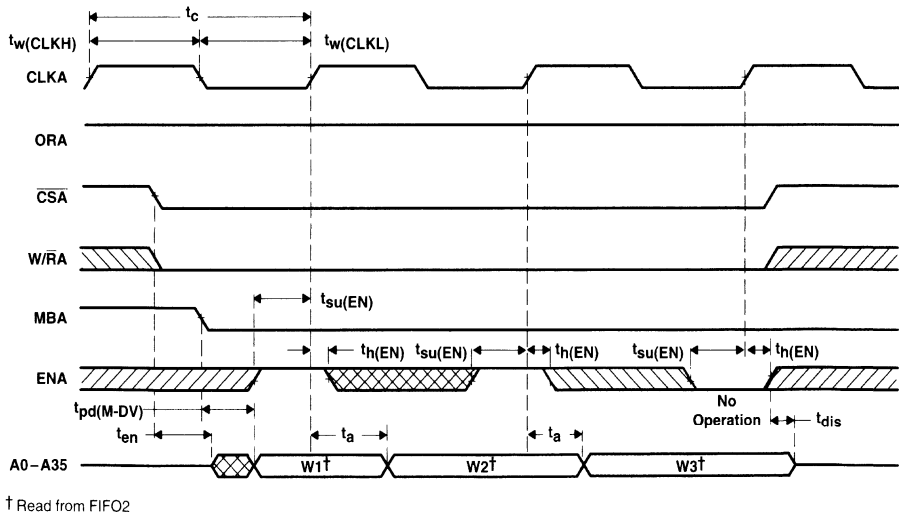 tc
tw(CLKH)
tw(CLKL)
CLKA
ORA
CSA
W/RA
MBA
tsu(EN)
th(EN)
tsu(EN)
th(EN)
tsu(EN)
th(EN)
ENA
No
Operation
tpd(M-DV)
ten
ta
ta
tdis
A0–A35
W1†
W2†
W3†
† Read from FIFO2